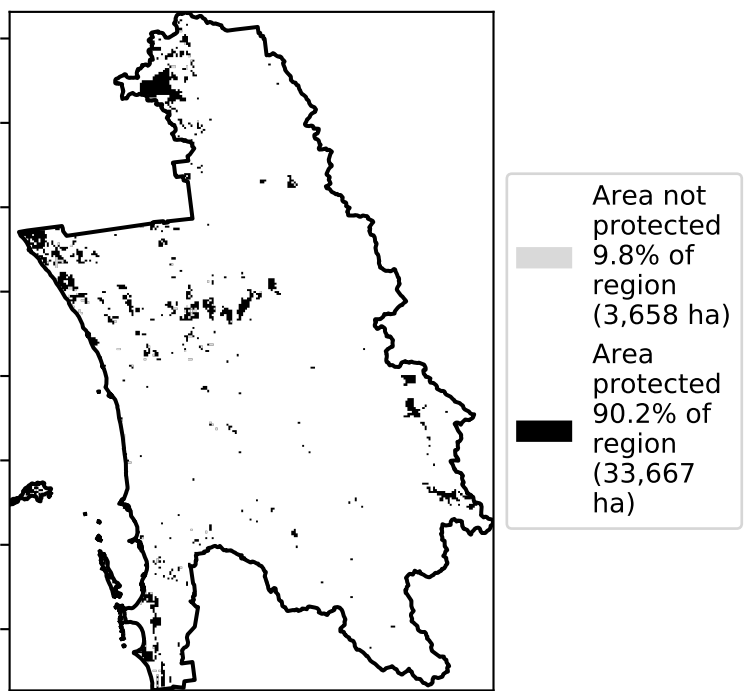 Area not
protected
9.8% of
region
(3,658 ha)
Area
protected
90.2% of
region
(33,667
ha)